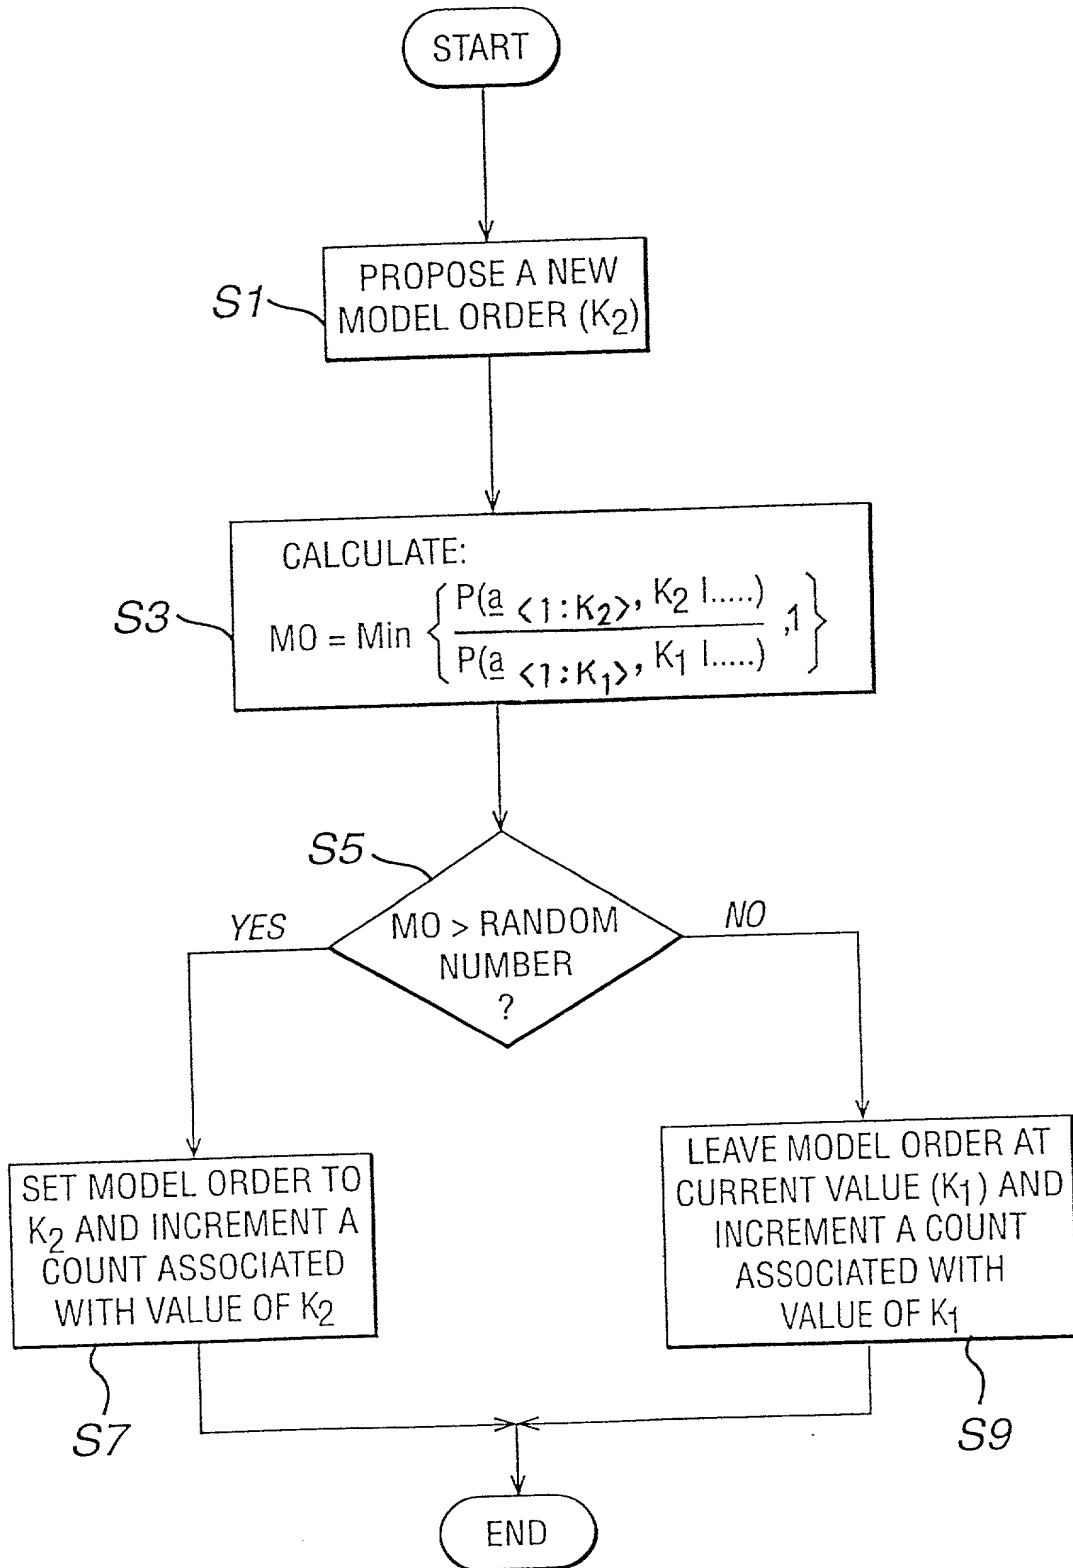 START
S1
PROPOSE A NEW
MODEL ORDER (K2)
S3
CALCULATE:
MO = Min { P(a <1:K2>, K2 |.....) / P(a <1:K1>, K1 |.....) ,1 }
S5
YES
MO > RANDOM
NUMBER
?
NO
SET MODEL ORDER TO
K2 AND INCREMENT A
COUNT ASSOCIATED
WITH VALUE OF K2
S7
LEAVE MODEL ORDER AT
CURRENT VALUE (K1) AND
INCREMENT A COUNT
ASSOCIATED WITH
VALUE OF K1
S9
END